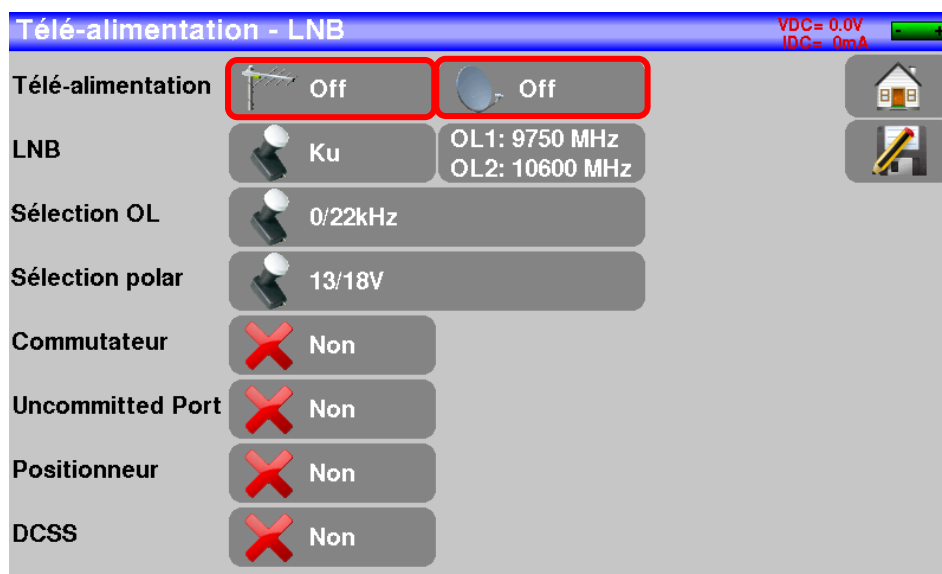 Télé-alimentation - LNB
VDC= 0.0V
IDC= 0mA
- +
Télé-alimentation Off Off
LNB Ku OL1: 9750 MHz
OL2: 10600 MHz
Sélection OL 0/22kHz
Sélection polar 13/18V
Commutateur Non
Uncommitted Port Non
Positionneur Non
DCSS Non